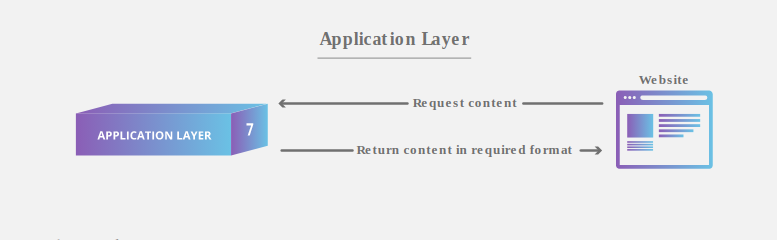 Application Layer
Website
Request content
APPLICATION LAYER
7
Return content in required format